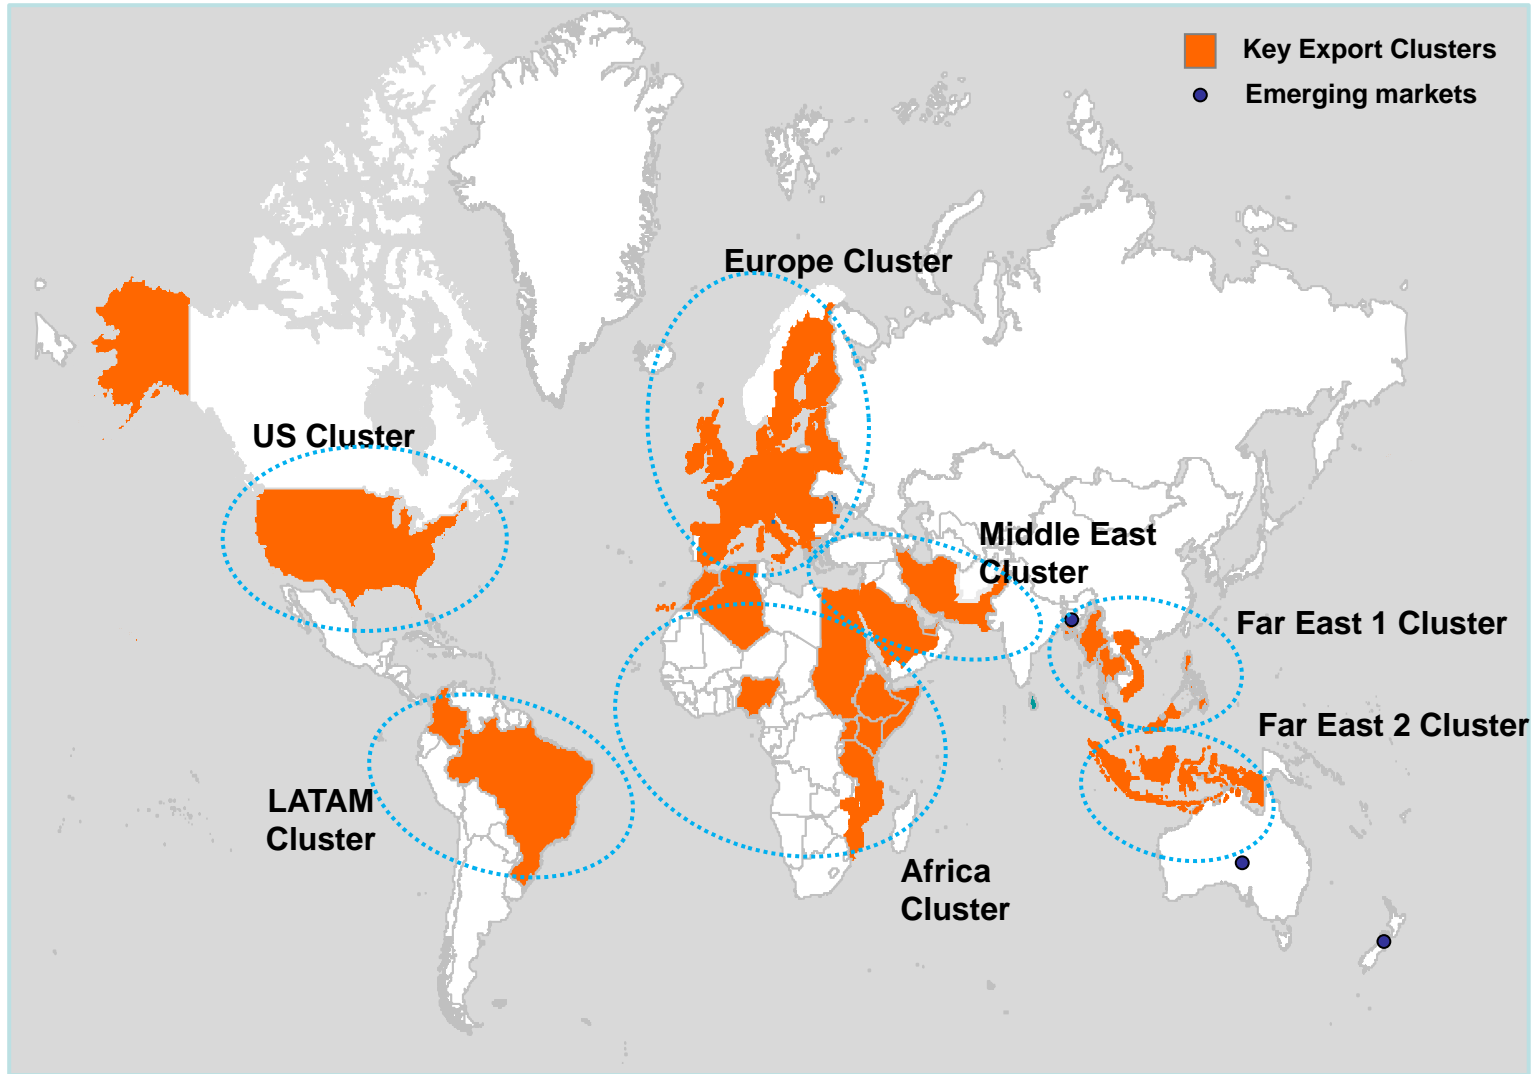 Key Export Clusters
Emerging markets
Europe Cluster
US Cluster
Middle East
Cluster
Far East 1 Cluster
Far East 2 Cluster
LATAM
Cluster
Africa
Cluster